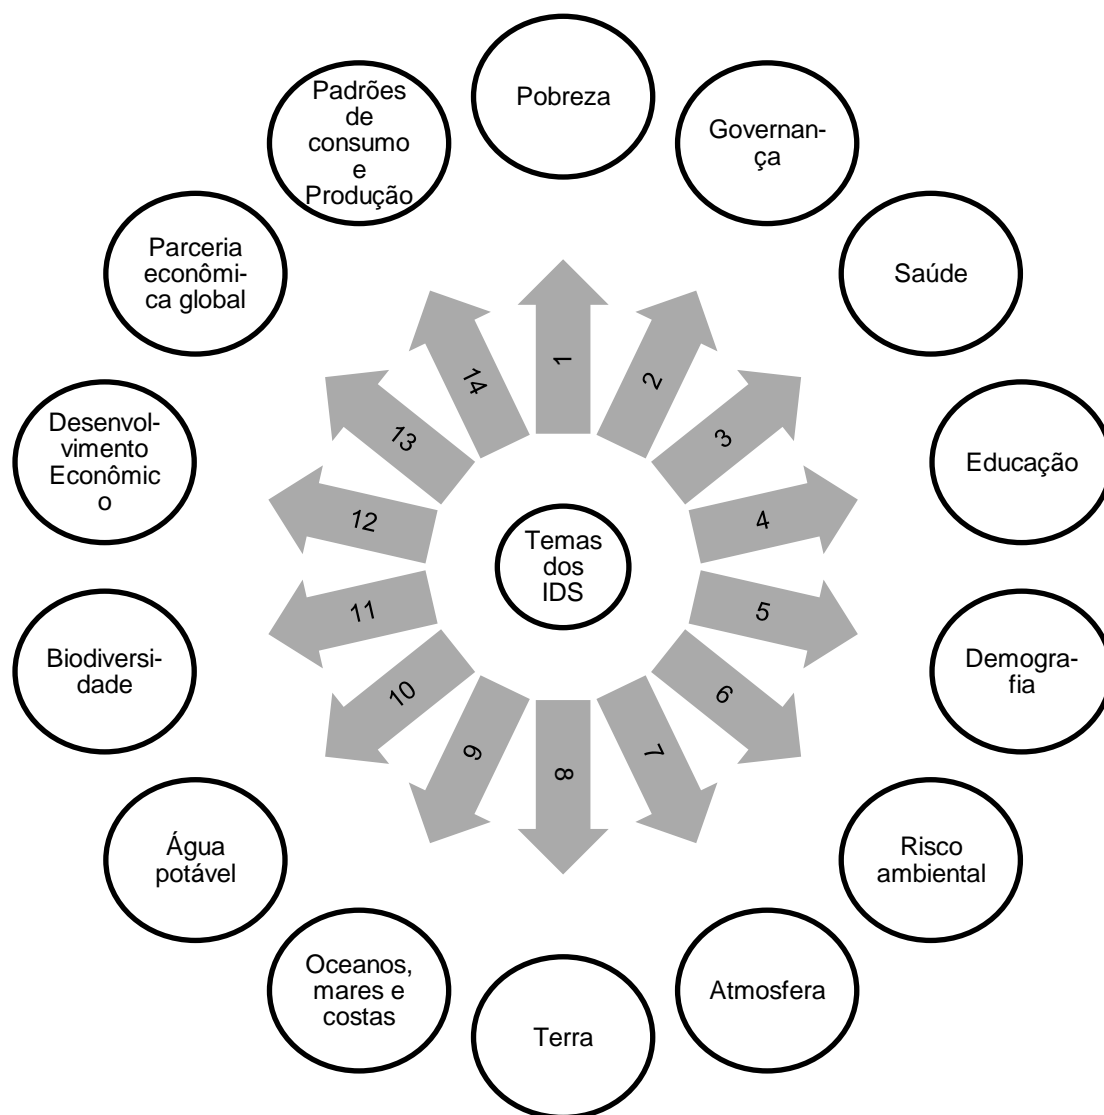 Pobreza
Governan-
ça
Saúde
Educação
Demogra-
fia
Risco
ambiental
Atmosfera
Terra
Oceanos,
mares e
costas
Água
potável
Biodiversi-
dade
Desenvol-
vimento
Econômic
o
Parceria
econômi-
ca global
Padrões
de
consumo
e
Produção
1
2
3
4
5
6
7
8
9
10
11
12
13
14
Temas
dos
IDS